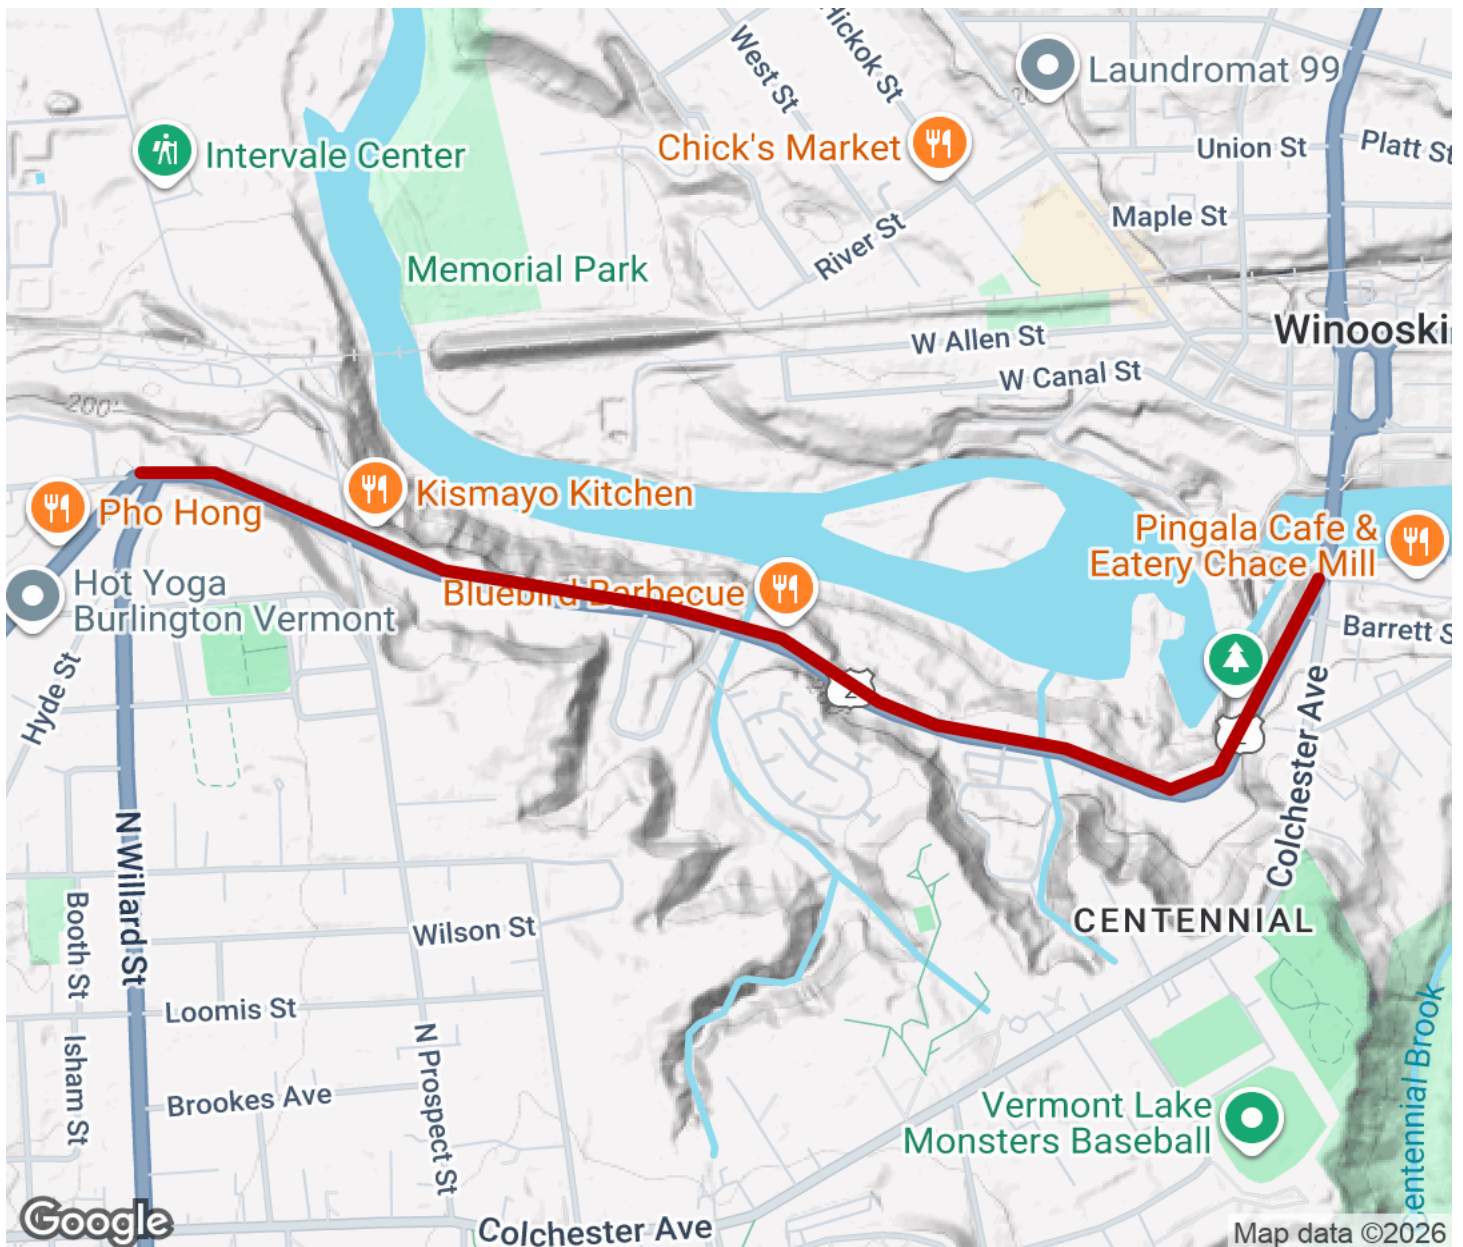 West St
Hickok St
Laundromat 99
Intervale Center
Chick's Market
Union St
Platt St
Maple St
River St
Memorial Park
W Allen St
Winooski
W Canal St
200'
Pho Hong
Kismayo Kitchen
Pingala Cafe &
Eatery Chace Mill
Hot Yoga
Burlington Vermont
Bluebird Barbecue
Barrett S
Hyde St
2
Colchester Ave
N Willard St
Booth St
Wilson St
CENTENNIAL
Loomis St
Isham St
N Prospect St
Brookes Ave
Vermont Lake
Monsters Baseball
entennial Brook
Colchester Ave
Google
Map data ©2026